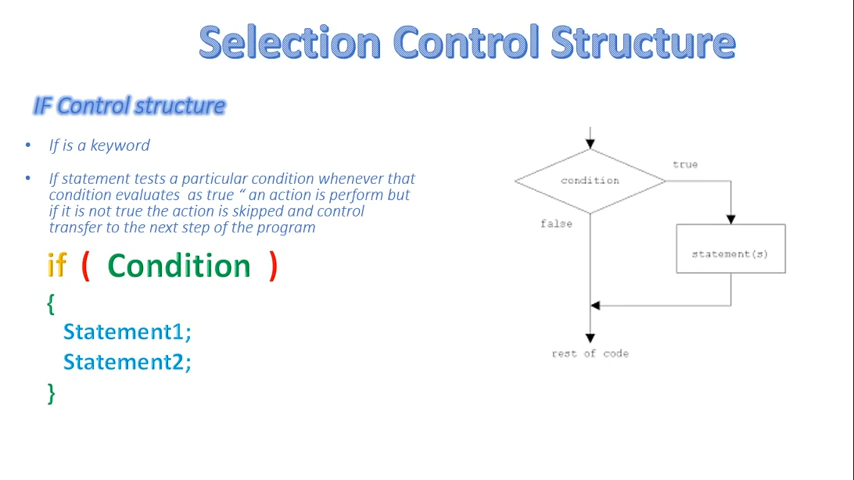 Selection Control Structure
IF Control structure
• If is a keyword
• If statement tests a particular condition whenever that
condition evaluates as true “ an action is perform but
if it is not true the action is skipped and control
transfer to the next step of the program
if ( Condition )
{
Statement1;
Statement2;
}
condition
true
false
statement(s)
rest of code